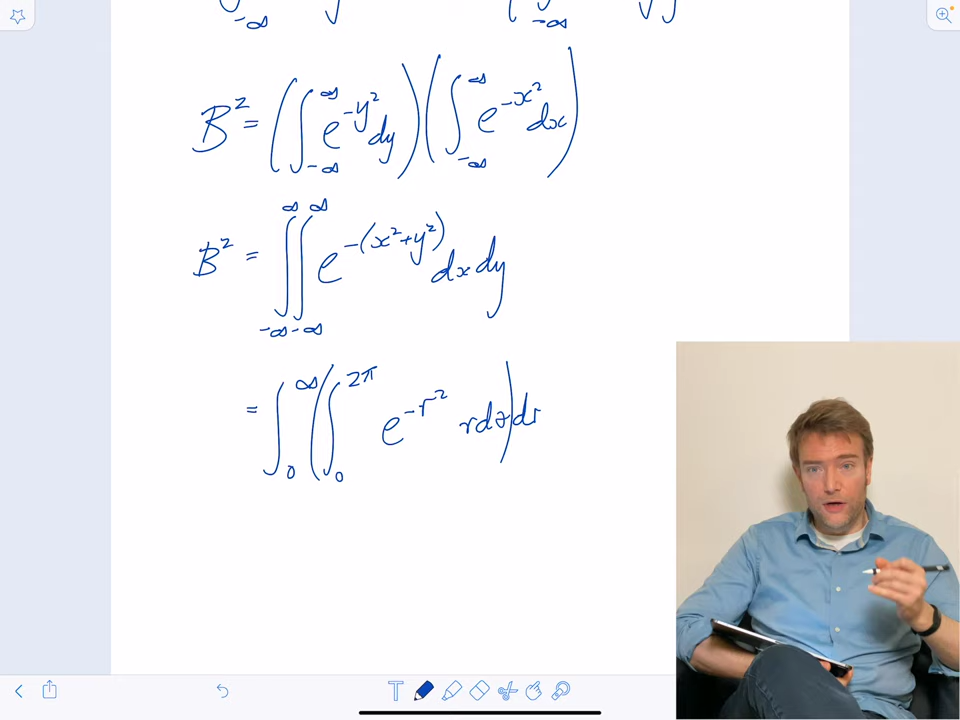 B² = (∫_{-∞}^{∞} e^{-y²} dy)(∫_{-∞}^{∞} e^{-x²} dx)
B² = ∫_{-∞}^{∞} ∫_{-∞}^{∞} e^{-(x²+y²)} dx dy
= ∫_0^∞ (∫_0^{2π} e^{-r²} r dθ) dr
T